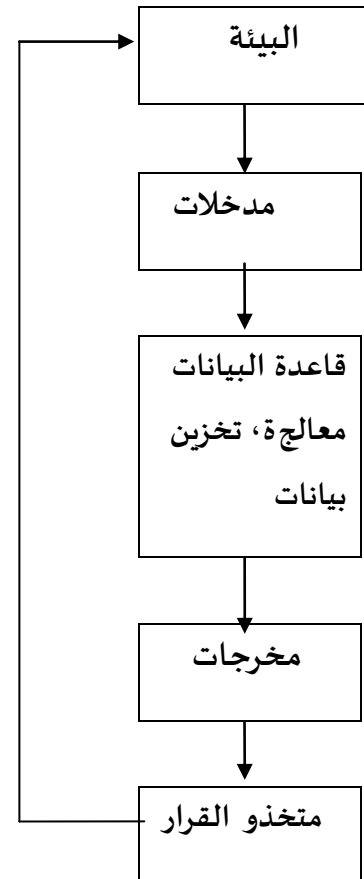 البيئة
مدخلات
قاعدة البيانات
معالجة، تخزين
بيانات
مخرجات
متخذو القرار